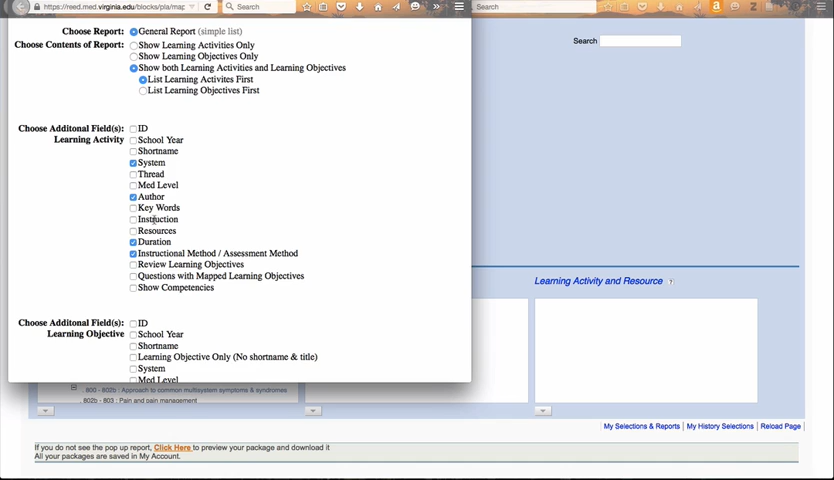 https://reed.med.virginia.edu/blocks/pla/map
Search
Search
Choose Report: General Report (simple list)
Choose Contents of Report: Show Learning Activities Only
Show Learning Objectives Only
Show both Learning Activities and Learning Objectives
List Learning Activites First
List Learning Objectives First
Search
Choose Additonal Field(s): ID
Learning Activity School Year
Shortname
System
Thread
Med Level
Author
Key Words
Instruction
Resources
Duration
Instructional Method / Assessment Method
Review Learning Objectives
Questions with Mapped Learning Objectives
Show Competencies
Learning Activity and Resource ?
Choose Additonal Field(s): ID
Learning Objective School Year
Shortname
Learning Objective Only (No shortname & title)
System
Med Level
. 800 - 802b : Approach to common multisystem symptoms & syndromes
. 802b - 803 : Pain and pain management
My Selections & Reports | My History Selections | Reload Page
If you do not see the pop up report, Click Here to preview your package and download it
All your packages are saved in My Account.